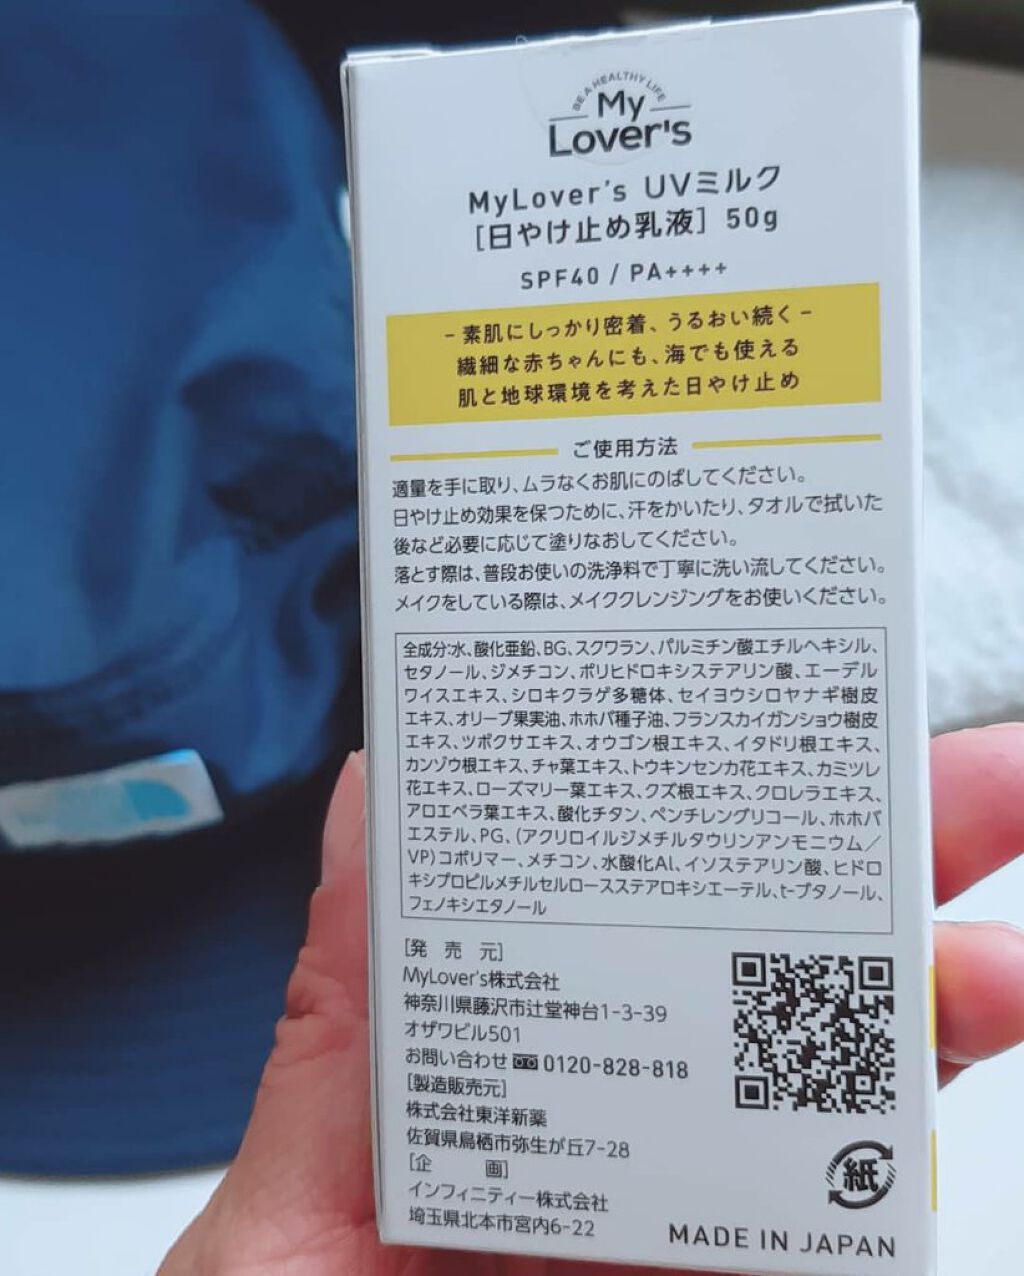 BE A HEALTHY LIFE
My
Lover's
MyLover's UVミルク
[日やけ止め乳液] 50g
SPF40 / PA++++
– 素肌にしっかり密着、うるおい続く –
繊細な赤ちゃんにも、海でも使える
肌と地球環境を考えた日やけ止め
ご使用方法
適量を手に取り、ムラなくお肌にのばしてください。
日やけ止め効果を保つために、汗をかいたり、タオルで拭いた
後など必要に応じて塗りなおしてください。
落とす際は、普段お使いの洗浄料で丁寧に洗い流してください。
メイクをしている際は、メイククレンジングをお使いください。
全成分:水、酸化亜鉛、BG、スクワラン、パルミチン酸エチルヘキシル、
セタノール、ジメチコン、ポリヒドロキシステアリン酸、エーデル
ワイスエキス、シロキクラゲ多糖体、セイヨウシロヤナギ樹皮
エキス、オリーブ果実油、ホホバ種子油、フランスカイガンショウ樹皮
エキス、ツボクサエキス、オウゴン根エキス、イタドリ根エキス、
カンゾウ根エキス、チャ葉エキス、トウキンセンカ花エキス、カミツレ
花エキス、ローズマリー葉エキス、クズ根エキス、クロレラエキス、
アロエベラ葉エキス、酸化チタン、ペンチレングリコール、ホホバ
エステル、PG、(アクリロイルジメチルタウリンアンモニウム／
VP)コポリマー、メチコン、水酸化Al、イソステアリン酸、ヒドロ
キシプロピルメチルセルロースステアロキシエーテル、t-ブタノール、
フェノキシエタノール
[発 売 元]
MyLover's株式会社
神奈川県藤沢市辻堂神台1-3-39
オザワビル501
お問い合わせ 0120-828-818
[製造販売元]
株式会社東洋新薬
佐賀県鳥栖市弥生が丘7-28
[企 画]
インフィニティー株式会社
埼玉県北本市宮内6-22
紙
MADE IN JAPAN